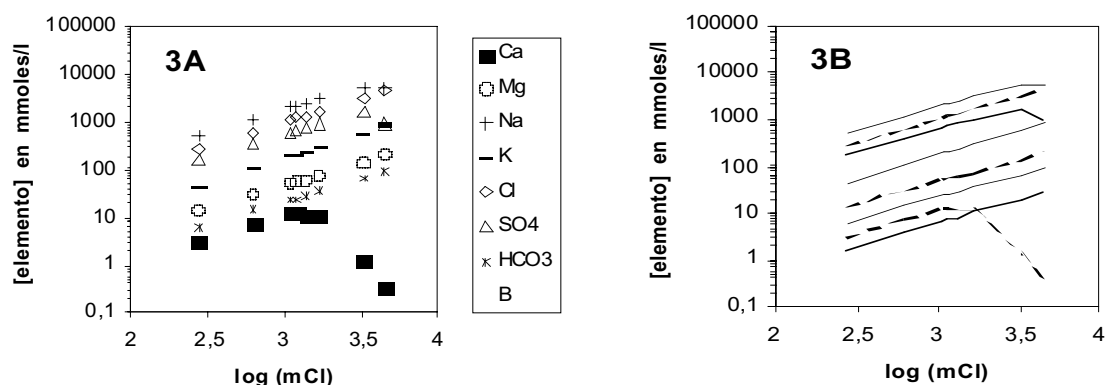 3A
[elemento] en mmoles/l
100000
10000
1000
100
10
1
0,1
2
2,5
3
3,5
4
log (mCl)
Ca
Mg
Na
K
Cl
SO4
HCO3
B
3B
[elemento] en mmoles/l
100000
10000
1000
100
10
1
0,1
2
2,5
3
3,5
4
log (mCl)